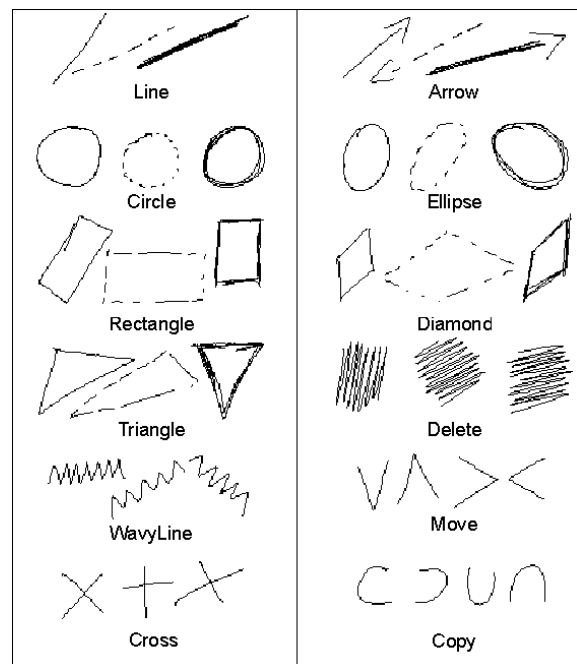 Line
Arrow
Circle
Ellipse
Rectangle
Diamond
Triangle
Delete
WavyLine
Move
Cross
Copy